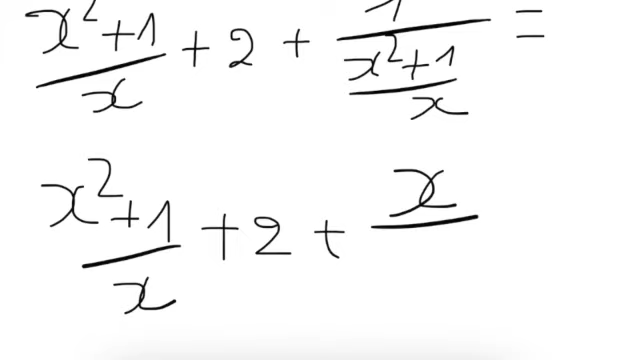 x²+1/x + 2 + 1/(x²+1/x) =
x²+1/x + 2 + x/